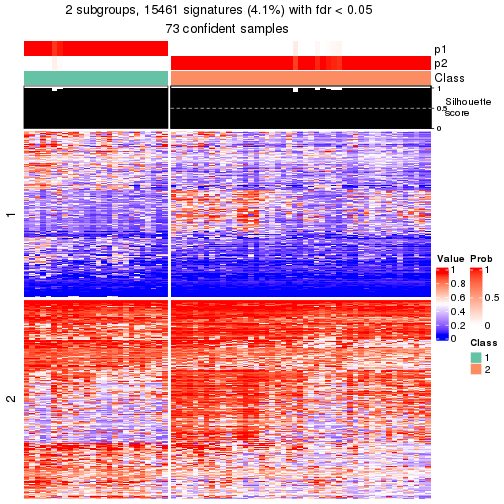 2 subgroups, 15461 signatures (4.1%) with fdr < 0.05
73 confident samples
p1
p2
Class
1
0.5
0
Silhouette
score
1
2
Value
1
0.8
0.6
0.4
0.2
0
Prob
1
0.5
0
Class
1
2